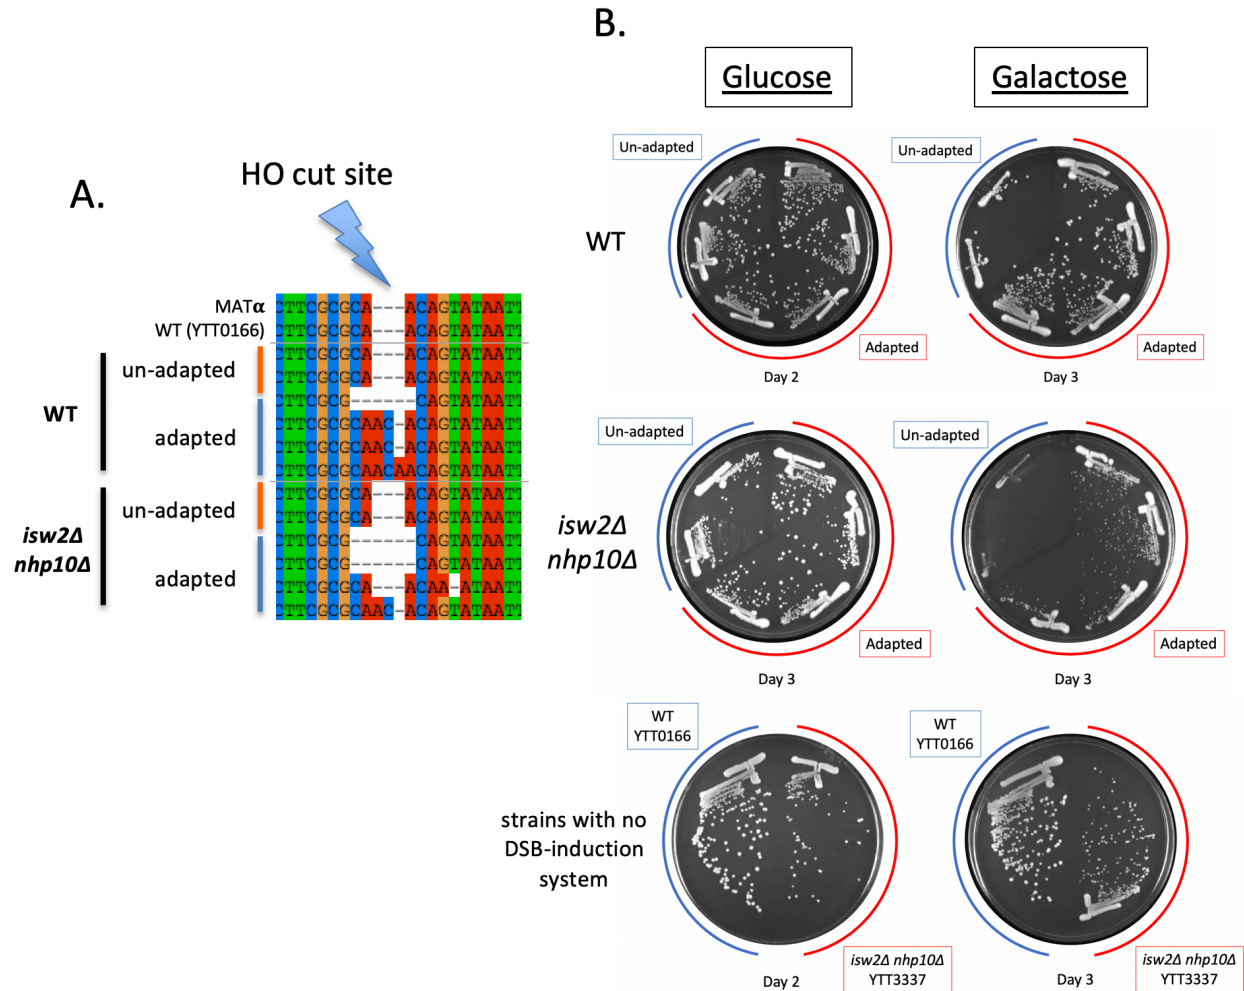 B.
Glucose
Galactose
A.
HO cut site
MATα
WT (YTT0166)
WT
un-adapted
adapted
isw2Δ
nhp10Δ
un-adapted
adapted
CTTCGCGCA---ACAGTATAATT
CTTCGCGCA---ACAGTATAATT
CTTCGCGCA---ACAGTATAATT
CTTCGCGCA---ACAGTATAATT
CTTCGCG------CAGTATAATT
CTTCGCGCAAC-ACAGTATAATT
CTTCGCGCAAC-ACAGTATAATT
CTTCGCGCAACAACAGTATAATT
CTTCGCGCA---ACAGTATAATT
CTTCGCGCA---ACAGTATAATT
CTTCGCG------CAGTATAATT
CTTCGCG------CAGTATAATT
CTTCGCGCA---ACAA-ATAATT
CTTCGCGCAAC-ACAGTATAATT
WT
Un-adapted
Adapted
Day 2
Un-adapted
Adapted
Day 3
isw2Δ
nhp10Δ
Un-adapted
Adapted
Day 3
Un-adapted
Adapted
Day 3
strains with no
DSB-induction
system
WT
YTT0166
isw2Δ nhp10Δ
YTT3337
Day 2
WT
YTT0166
isw2Δ nhp10Δ
YTT3337
Day 3